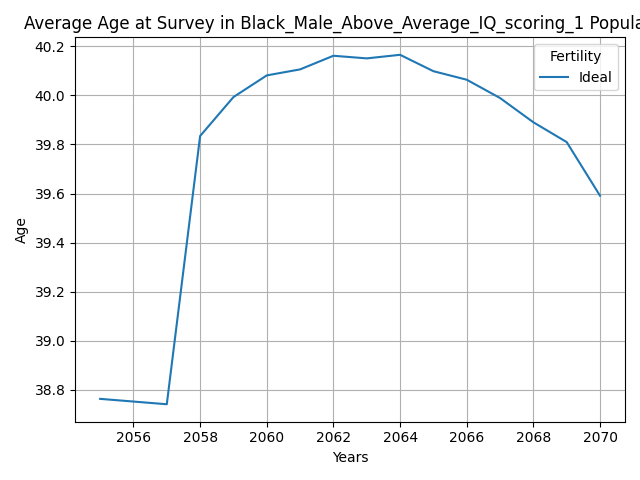 Average Age at Survey in Black_Male_Above_Average_IQ_scoring_1 Popula
40.2
40.0
39.8
39.6
39.4
39.2
39.0
38.8
Age
Fertility
Ideal
2056 2058 2060 2062 2064 2066 2068 2070
Years